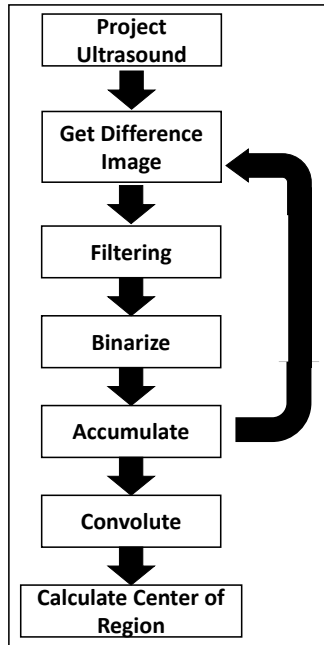 Project
Ultrasound
Get Difference
Image
Filtering
Binarize
Accumulate
Convolute
Calculate Center of
Region